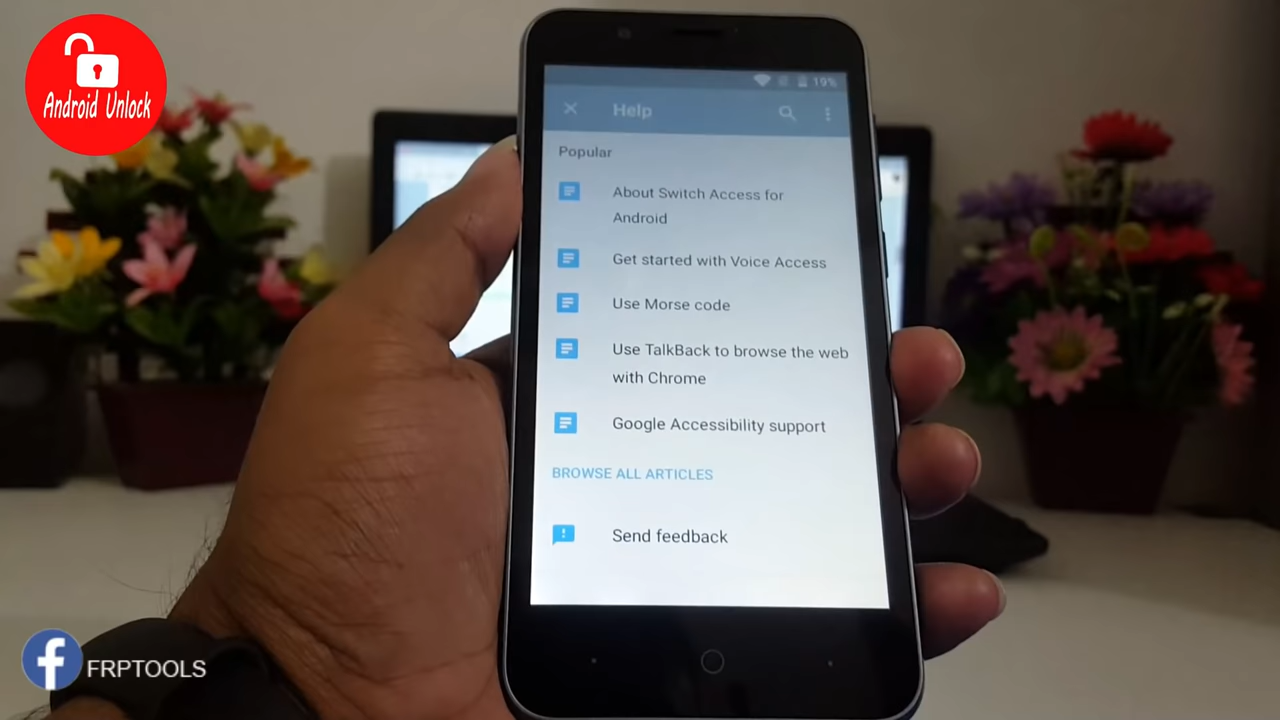 Android Unlock
19%
Help
Popular
About Switch Access for
Android
Get started with Voice Access
Use Morse code
Use TalkBack to browse the web
with Chrome
Google Accessibility support
BROWSE ALL ARTICLES
Send feedback
f FRPTOOLS